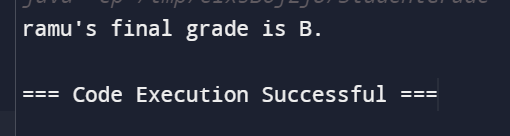 ramu's final grade is B.
=== Code Execution Successful ===